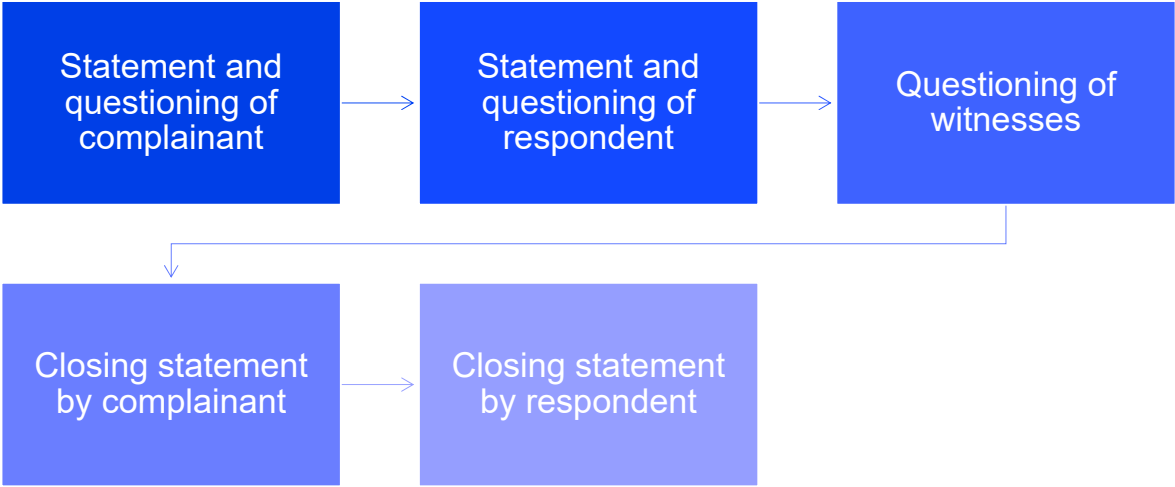 Statement and
questioning of
complainant
Statement and
questioning of
respondent
Questioning of
witnesses
Closing statement
by complainant
Closing statement
by respondent